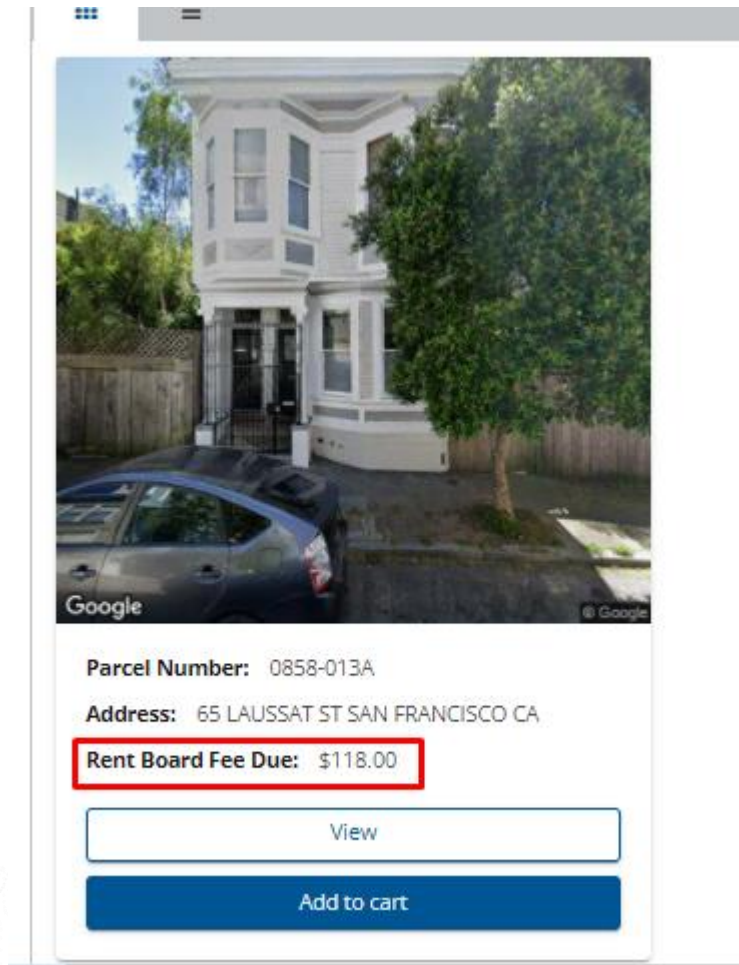 Google
© Google
Parcel Number: 0858-013A
Address: 65 LAUSSAT ST SAN FRANCISCO CA
Rent Board Fee Due: $118.00
View
Add to cart